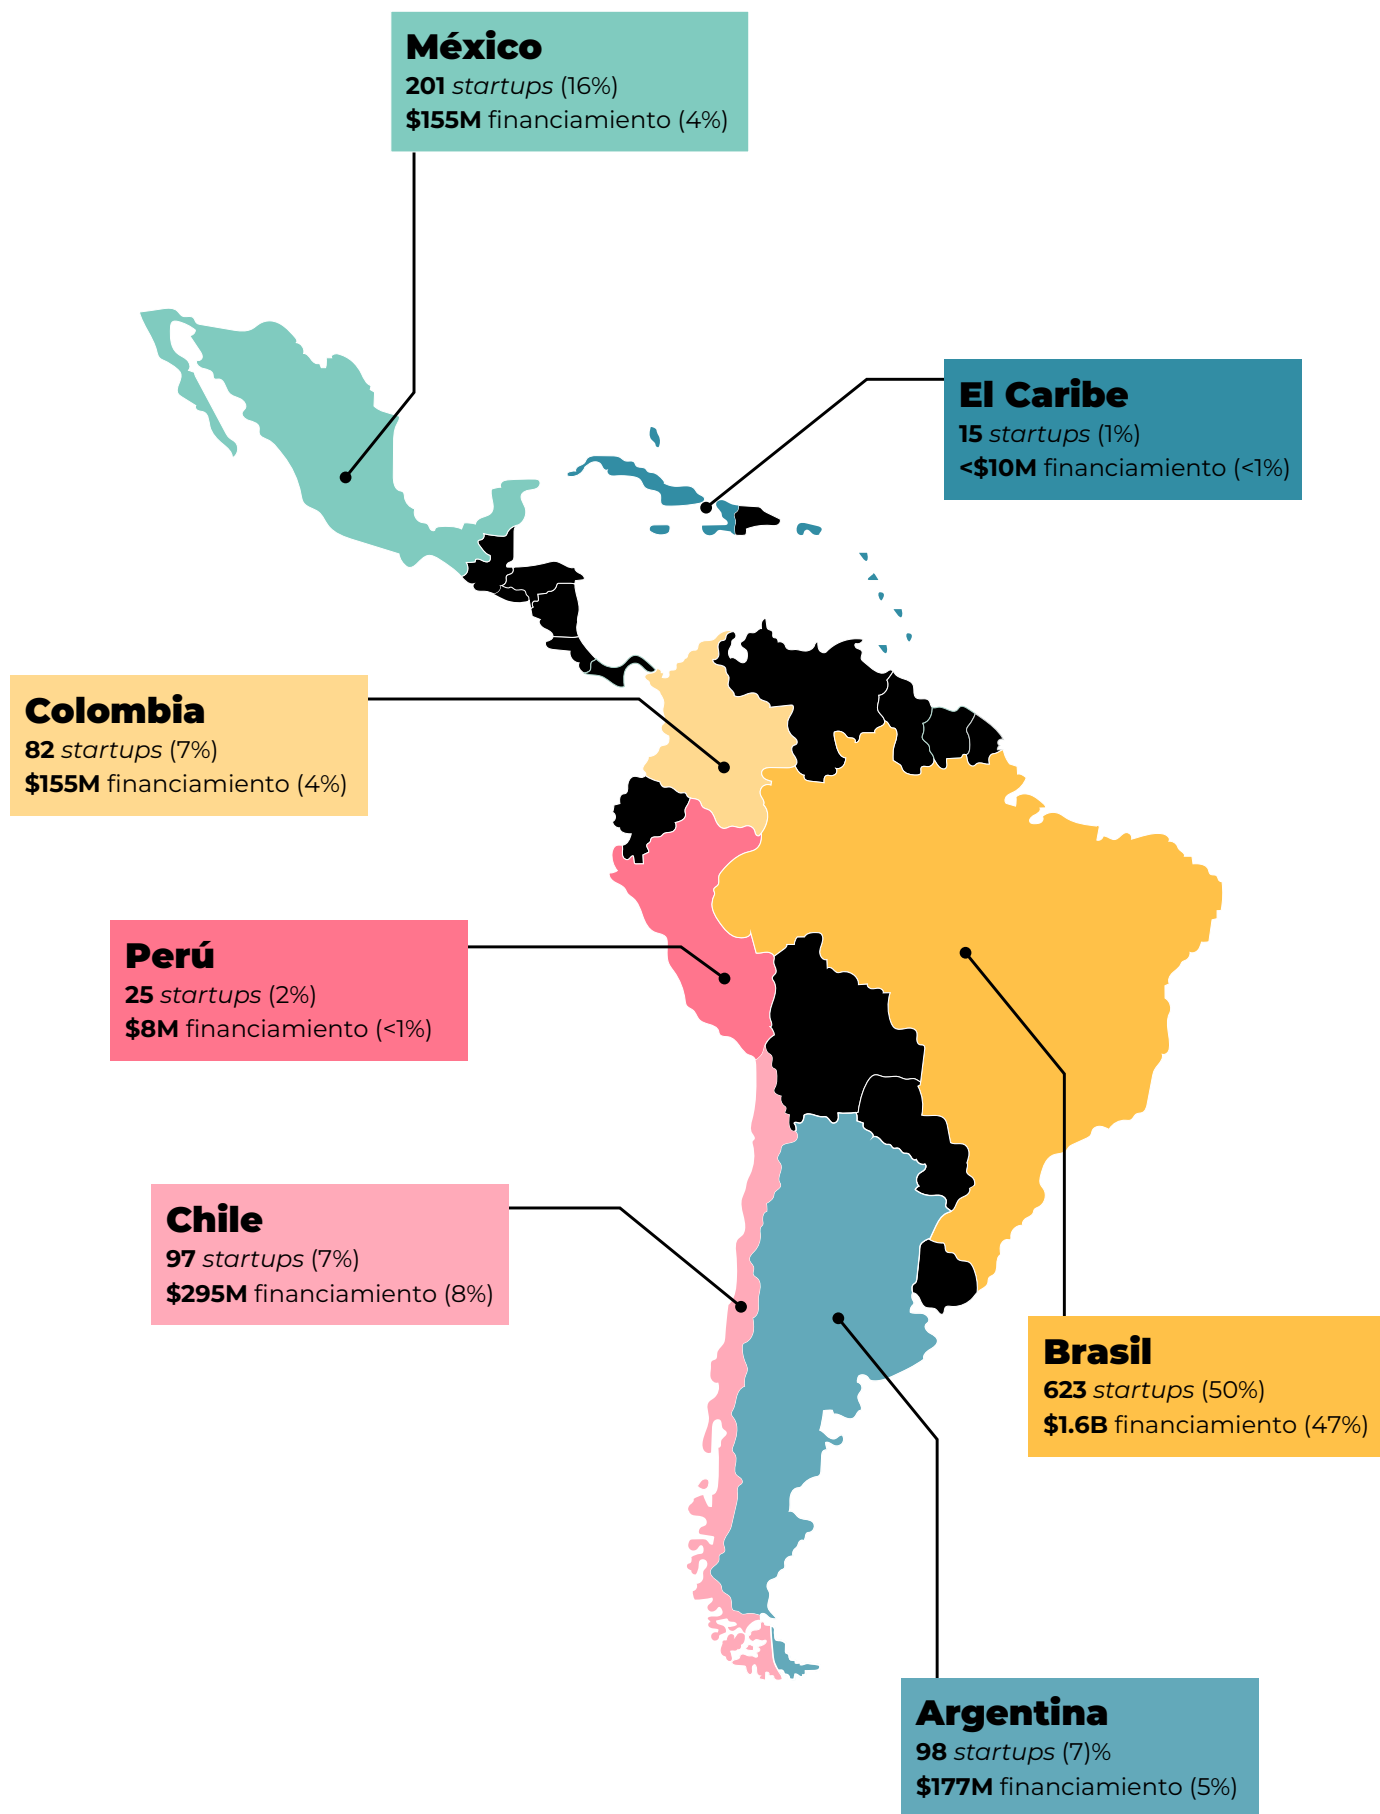 México
201 startups (16%)
$155M financiamiento (4%)
El Caribe
15 startups (1%)
<$10M financiamiento (<1%)
Colombia
82 startups (7%)
$155M financiamiento (4%)
Perú
25 startups (2%)
$8M financiamiento (<1%)
Chile
97 startups (7%)
$295M financiamiento (8%)
Brasil
623 startups (50%)
$1.6B financiamiento (47%)
Argentina
98 startups (7)%
$177M financiamiento (5%)